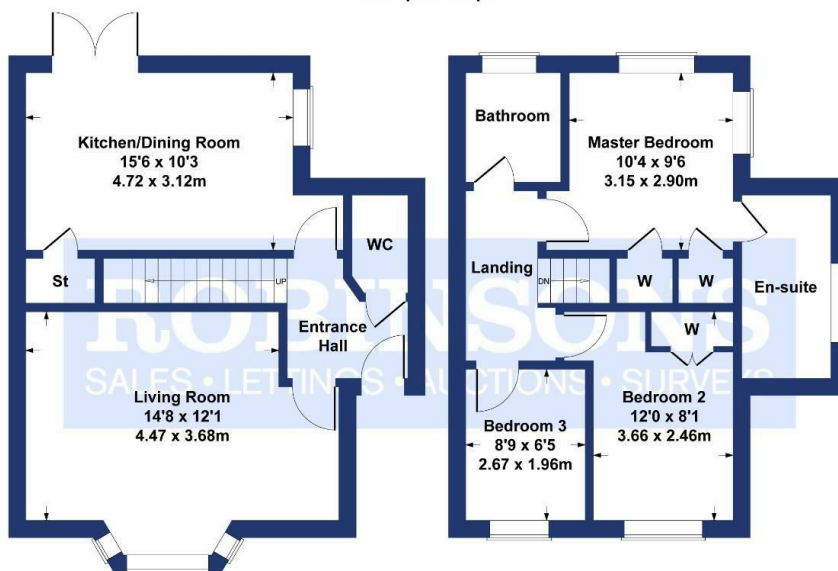 Kitchen/Dining Room
15'6 x 10'3
4.72 x 3.12m
WC
St
UP
Entrance
Hall
Living Room
14'8 x 12'1
4.47 x 3.68m
Bathroom
Master Bedroom
10'4 x 9'6
3.15 x 2.90m
Landing
DN
W
W
W
En-suite
Bedroom 2
12'0 x 8'1
3.66 x 2.46m
Bedroom 3
8'9 x 6'5
2.67 x 1.96m
ROBINSONS
SALES • LETTINGS • AUCTIONS • SURVEYS